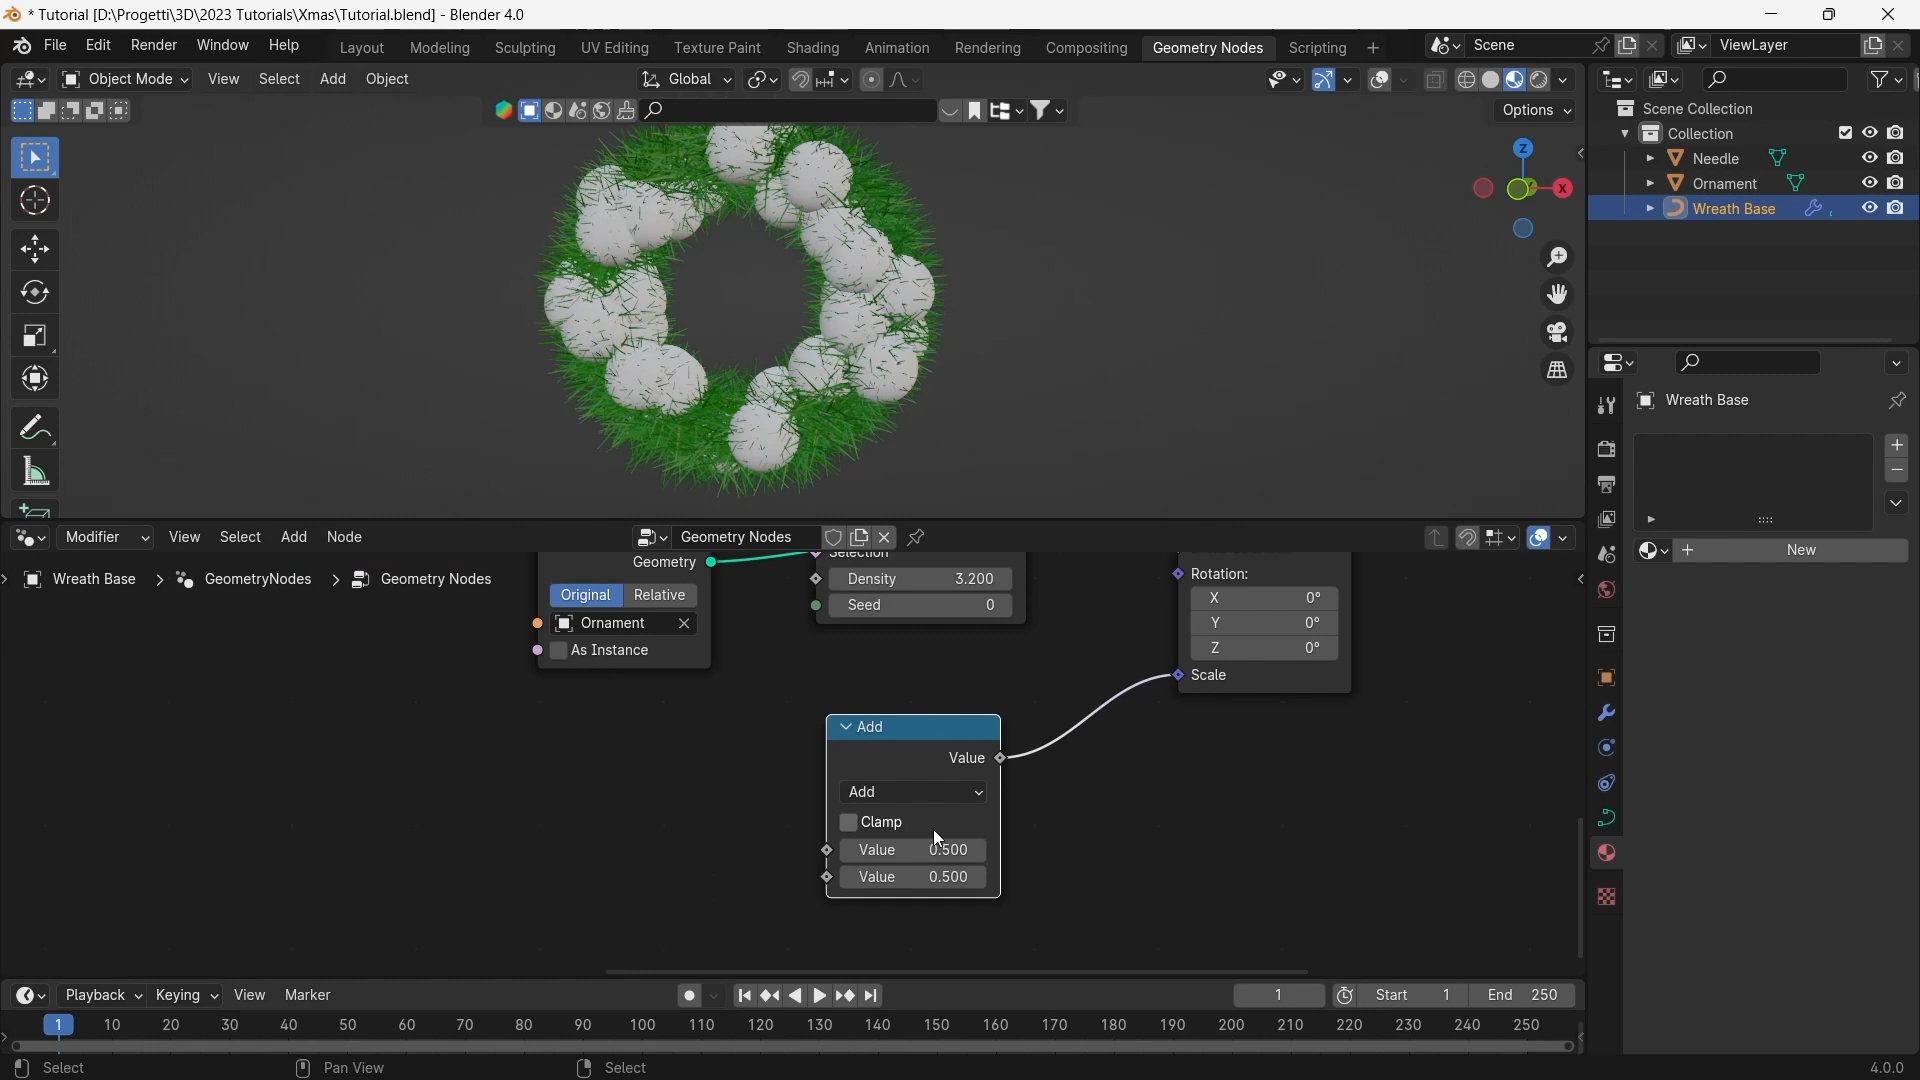 * Tutorial [D:\Progetti\3D\2023 Tutorials\Xmas\Tutorial.blend] - Blender 4.0
File Edit Render Window Help Layout Modeling Sculpting UV Editing Texture Paint Shading Animation Rendering Compositing Geometry Nodes Scripting + Scene ViewLayer
Object Mode View Select Add Object Global
Options
Scene Collection
Collection
Needle
Ornament
Wreath Base
Z
X
Wreath Base
New
Modifier View Select Add Node Geometry Nodes
Wreath Base > GeometryNodes > Geometry Nodes
Geometry
Original Relative
Ornament
As Instance
Selection
Density 3.200
Seed 0
Rotation:
X 0°
Y 0°
Z 0°
Scale
Add
Value
Add
Clamp
Value 0.500
Value 0.500
Playback Keying View Marker 1 Start 1 End 250
1 10 20 30 40 50 60 70 80 90 100 110 120 130 140 150 160 170 180 190 200 210 220 230 240 250
Select Pan View Select 4.0.0